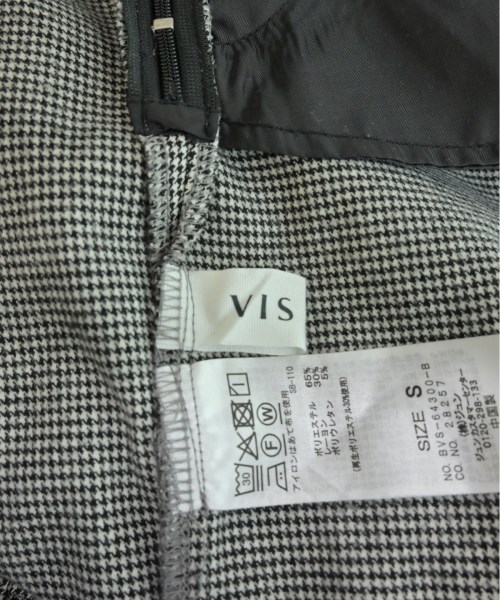 VIS
SIZE S
NO. BVS-64300-B
CO. NO. 28257
(株)ジュン
ジュンカスタマーセンター
0120-298-133
中国製
ポリエステル 65%
レーヨン 30%
ポリウレタン 5%
(再生ポリエステル30%使用)
30
F W
アイロンはあて布を使用
38-110